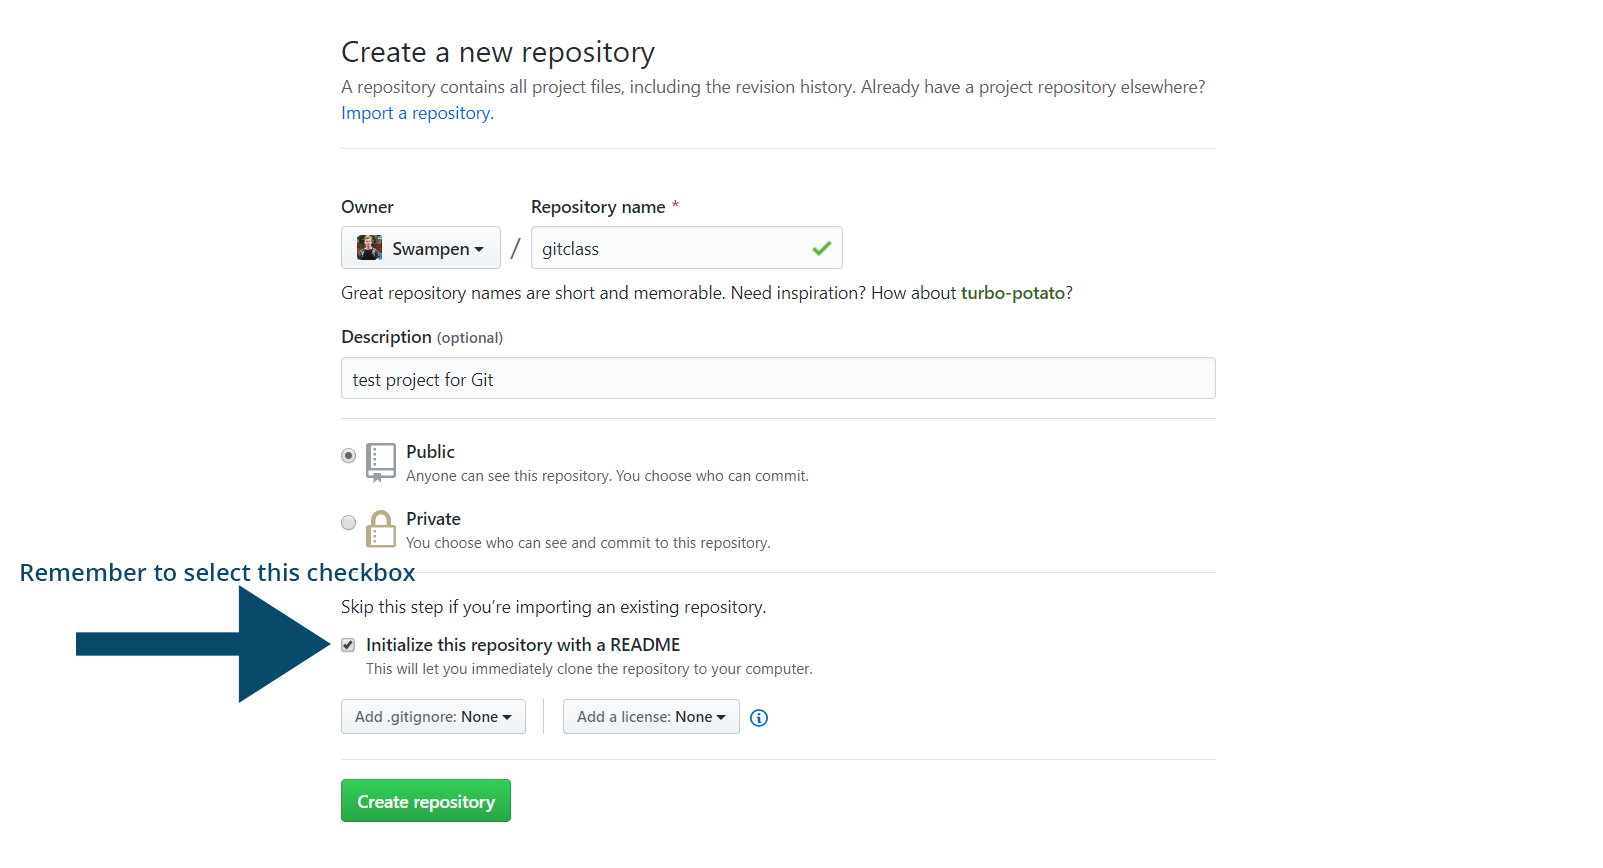 Create a new repository
A repository contains all project files, including the revision history. Already have a project repository elsewhere?
Import a repository.
Owner
Repository name *
Swampen
/
gitclass
Great repository names are short and memorable. Need inspiration? How about turbo-potato?
Description (optional)
test project for Git
Public
Anyone can see this repository. You choose who can commit.
Private
You choose who can see and commit to this repository.
Remember to select this checkbox
Skip this step if you’re importing an existing repository.
Initialize this repository with a README
This will let you immediately clone the repository to your computer.
Add .gitignore: None
Add a license: None
Create repository